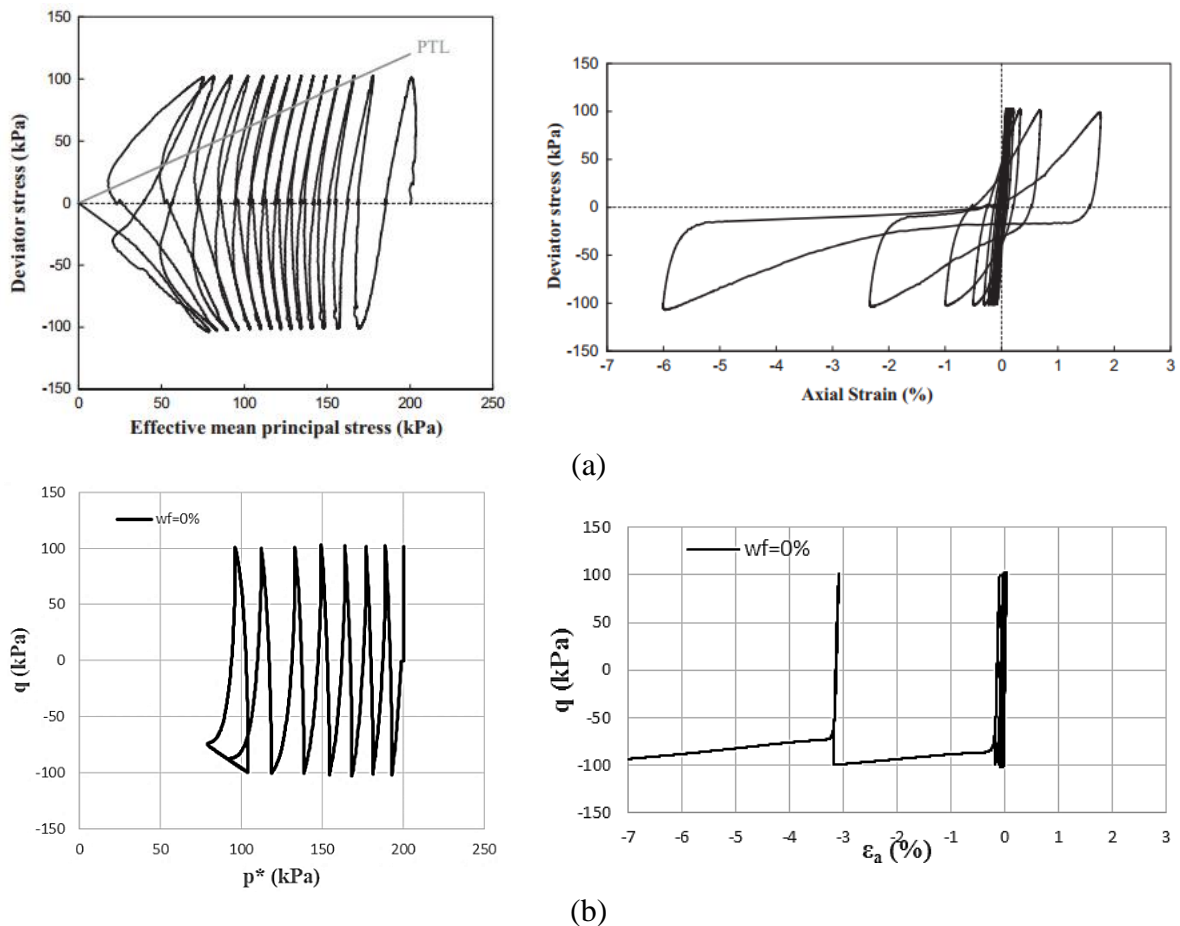 150
100
50
0
-50
-100
-150
0 50 100 150 200 250
Deviator stress (kPa)
Effective mean principal stress (kPa)
PTL
150
100
50
0
-50
-100
-150
-7 -6 -5 -4 -3 -2 -1 0 1 2 3
Deviator stress (kPa)
Axial Strain (%)
(a)
150
100
50
0
-50
-100
-150
0 50 100 150 200 250
q (kPa)
p* (kPa)
wf=0%
150
100
50
0
-50
-100
-150
-7 -6 -5 -4 -3 -2 -1 0 1 2 3
q (kPa)
εa (%)
wf=0%
(b)